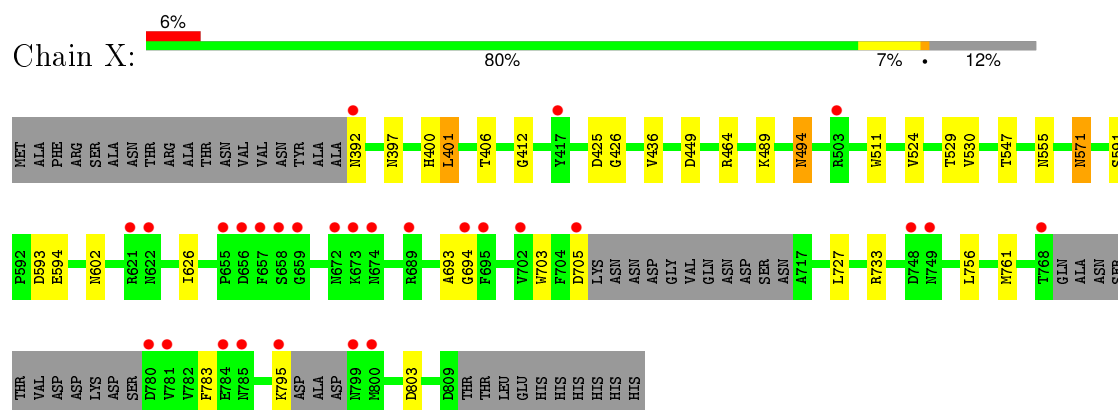 6%
Chain X:
80% 7% • 12%
MET ALA PHE ARG SER ALA ASN THR ARG ALA THR ASN VAL VAL ASN TYR ALA ALA N392 N397 H400 L401 T406 G412 Y417 D425 G426 V436 D449 R464 K489 N494 R503 W511 V524 T529 V530 T547 N555 N571 S591
P592 D593 E594 N602 R621 N622 I626 P655 D656 F657 S658 G659 N672 K673 N674 R689 A693 G694 F695 V702 W703 F704 D705 LYS ASN ASN ASP GLY VAL GLN ASN ASP SER ASN A717 L727 R733 D748 N749 L756 M761 T768 GLN ALA ASN SER
THR VAL ASP ASP LYS ASP SER D780 V781 V782 F783 E784 N785 K795 ASP ALA ASP N799 M800 D803 D809 THR THR LEU GLU HIS HIS HIS HIS HIS HIS